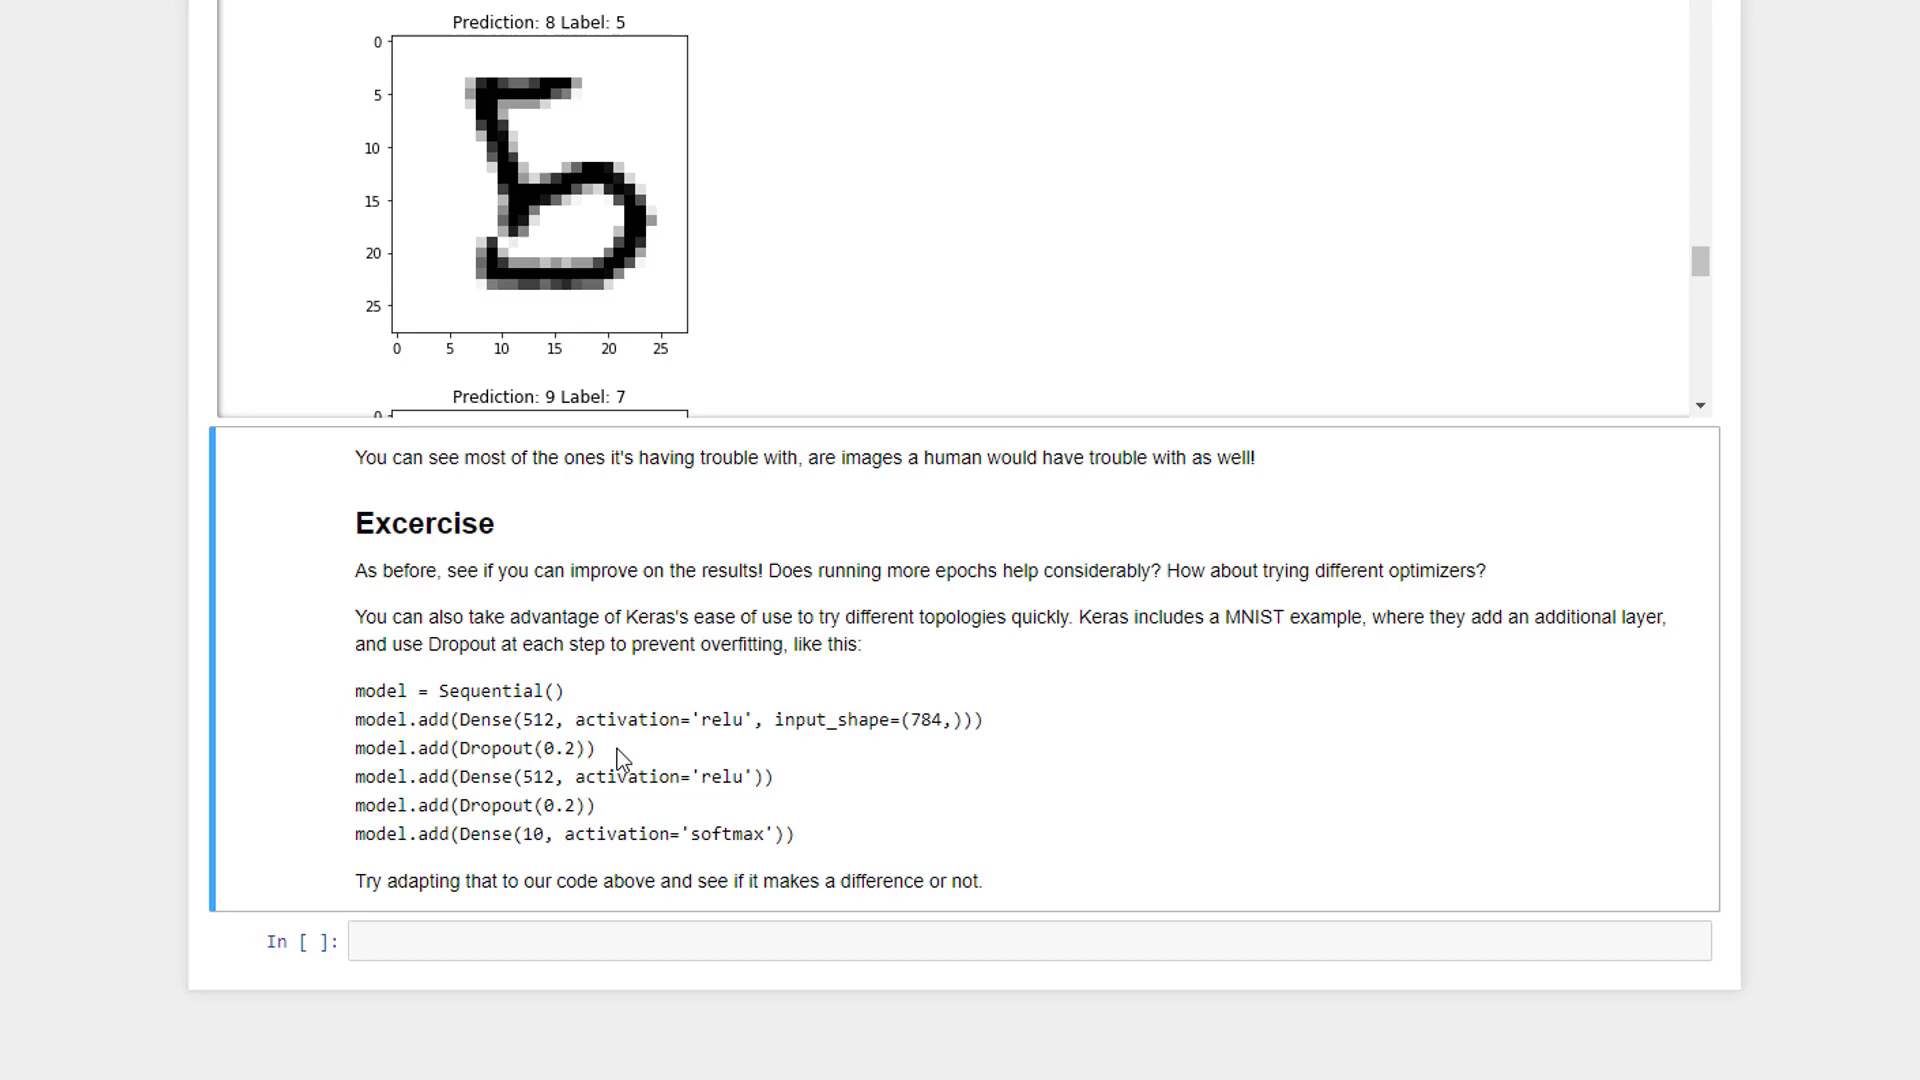 Prediction: 8 Label: 5
0
5
10
15
20
25
0 5 10 15 20 25
Prediction: 9 Label: 7
0
You can see most of the ones it's having trouble with, are images a human would have trouble with as well!
Excercise
As before, see if you can improve on the results! Does running more epochs help considerably? How about trying different optimizers?
You can also take advantage of Keras's ease of use to try different topologies quickly. Keras includes a MNIST example, where they add an additional layer,
and use Dropout at each step to prevent overfitting, like this:
model = Sequential()
model.add(Dense(512, activation='relu', input_shape=(784,)))
model.add(Dropout(0.2))
model.add(Dense(512, activation='relu'))
model.add(Dropout(0.2))
model.add(Dense(10, activation='softmax'))
Try adapting that to our code above and see if it makes a difference or not.
In [ ]: